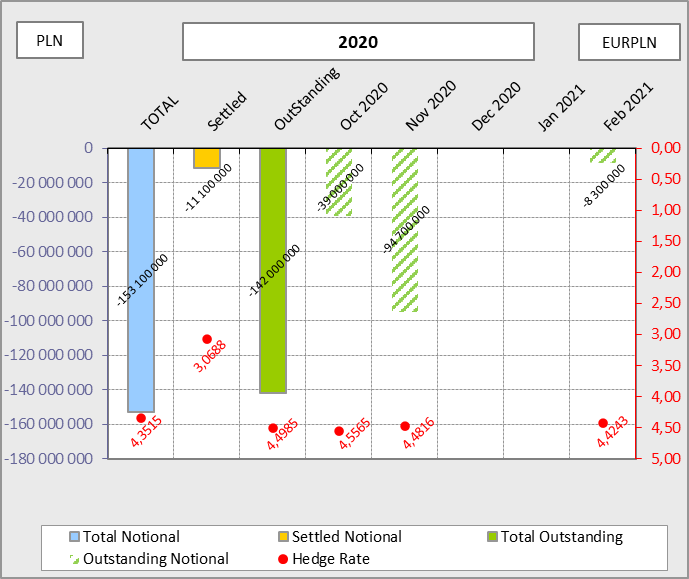 PLN
2020
EURPLN
TOTAL
Settled
OutStanding
Oct 2020
Nov 2020
Dec 2020
Jan 2021
Feb 2021
0
-20 000 000
-40 000 000
-60 000 000
-80 000 000
-100 000 000
-120 000 000
-140 000 000
-160 000 000
-180 000 000
-153 100 000
-11 100 000
-142 000 000
-39 000 000
-94 700 000
-8 300 000
4,3515
3,0688
4,4985
4,5565
4,4816
4,4243
0,00
0,50
1,00
1,50
2,00
2,50
3,00
3,50
4,00
4,50
5,00
Total Notional
Settled Notional
Total Outstanding
Outstanding Notional
Hedge Rate